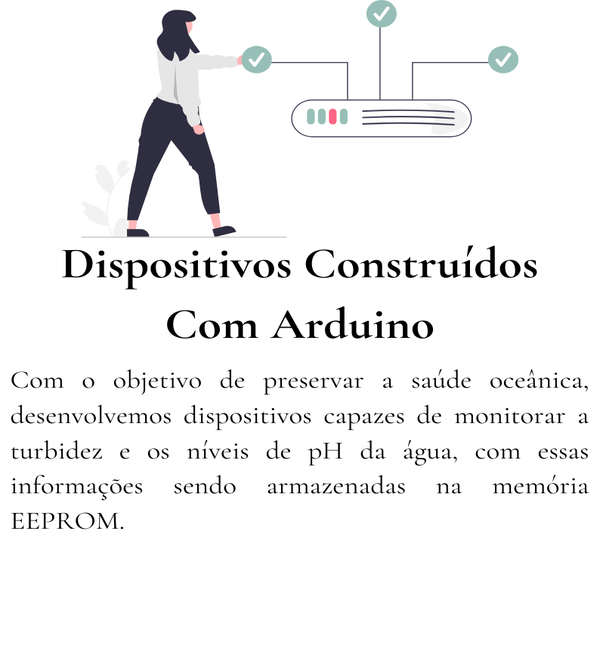 Dispositivos Construídos
Com Arduino
Com o objetivo de preservar a saúde oceânica,
desenvolvemos dispositivos capazes de monitorar a
turbidez e os níveis de pH da água, com essas
informações sendo armazenadas na memória
EEPROM.